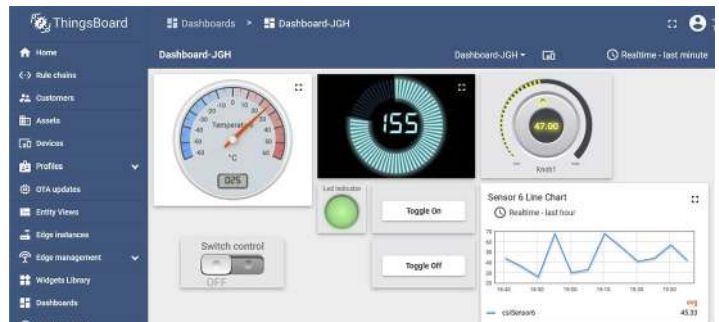 ThingsBoard
Dashboards > Dashboard-JGH
Home
Rule chains
Customers
Assets
Devices
Profiles
OTA updates
Entity Views
Edge instances
Edge management
Widgets Library
Dashboards
Dashboard-JGH
Dashboard-JGH
Realtime - last minute
Temperature
°C
025
155
47.00
Knob1
Led indicator
Toggle On
Switch control
OFF
Toggle Off
Sensor 6 Line Chart
Realtime - last hour
avg
45.33